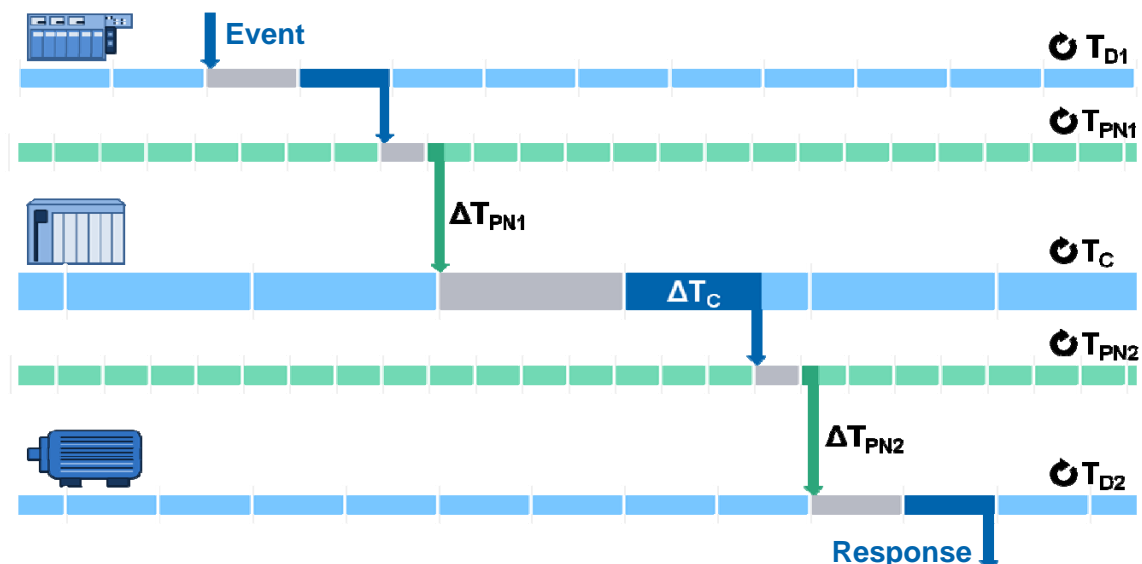 Event
↻ T_D1
↻ T_PN1
ΔT_PN1
↻ T_C
ΔT_C
↻ T_PN2
ΔT_PN2
↻ T_D2
Response